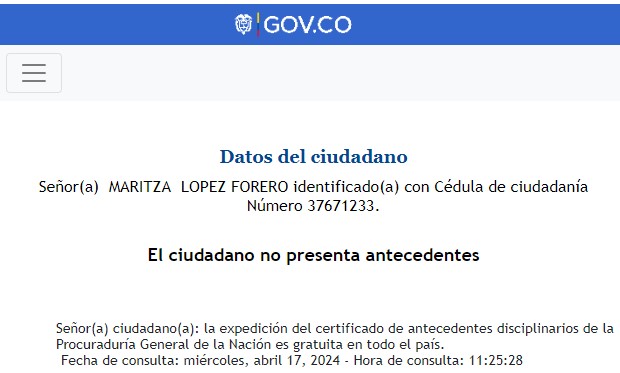 GOV.CO
Datos del ciudadano
Señor(a) MARITZA LOPEZ FORERO identificado(a) con Cédula de ciudadanía
Número 37671233.
El ciudadano no presenta antecedentes
Señor(a) ciudadano(a): la expedición del certificado de antecedentes disciplinarios de la
Procuraduría General de la Nación es gratuita en todo el país.
Fecha de consulta: miércoles, abril 17, 2024 - Hora de consulta: 11:25:28